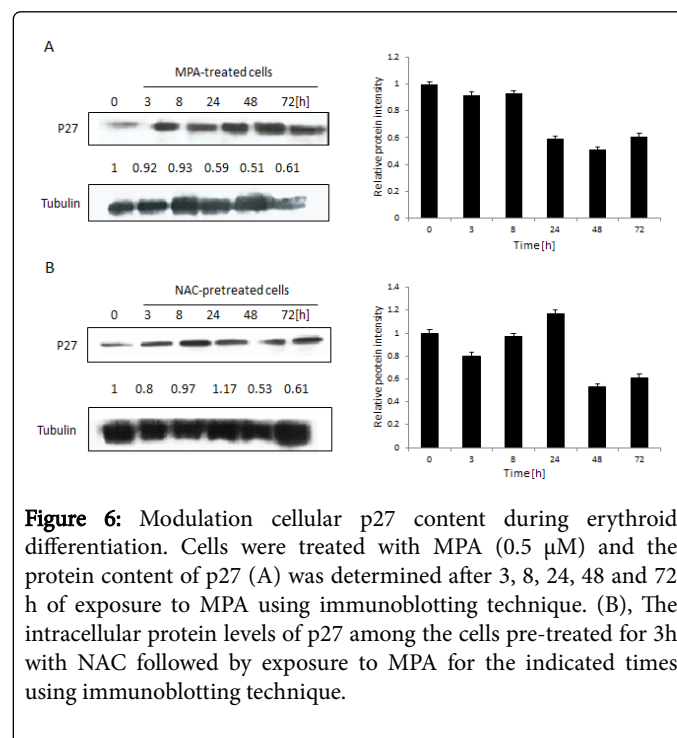 A
MPA-treated cells
0 3 8 24 48 72[h]
P27
1 0.92 0.93 0.59 0.51 0.61
Tubulin
Relative protein intensity
1.2
1
0.8
0.6
0.4
0.2
0
0 3 8 24 48 72
Time[h]
B
NAC-pretreated cells
0 3 8 24 48 72[h]
P27
1 0.8 0.97 1.17 0.53 0.61
Tubulin
Relative peotein intensity
1.4
1.2
1
0.8
0.6
0.4
0.2
0
0 3 8 24 48 72
Time[h]
Figure 6: Modulation cellular p27 content during erythroid
differentiation. Cells were treated with MPA (0.5 μM) and the
protein content of p27 (A) was determined after 3, 8, 24, 48 and 72
h of exposure to MPA using immunoblotting technique. (B), The
intracellular protein levels of p27 among the cells pre-treated for 3h
with NAC followed by exposure to MPA for the indicated times
using immunoblotting technique.